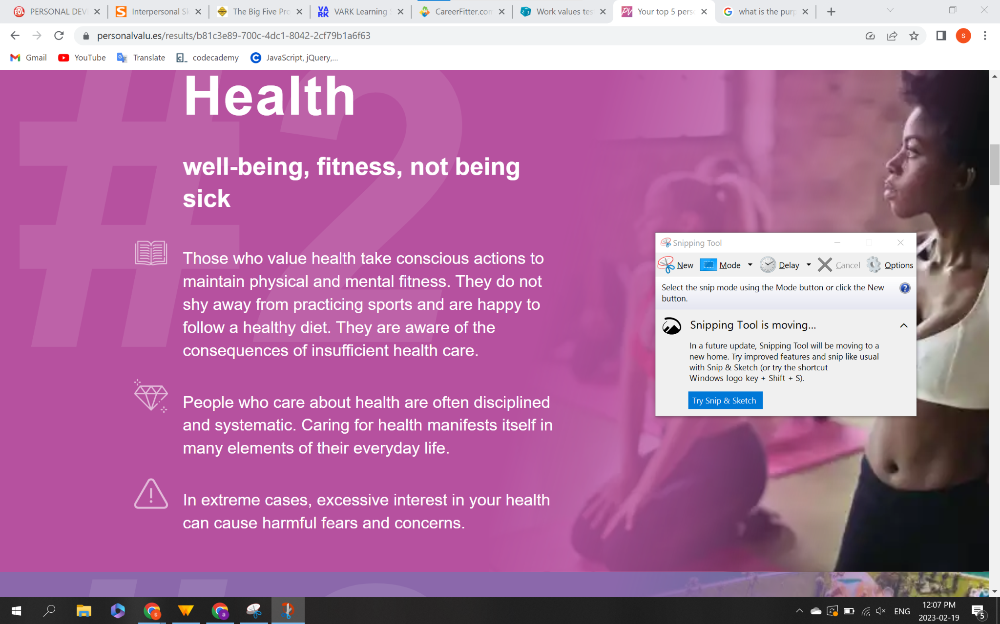 PERSONAL DEV
Interpersonal Sk
The Big Five Pro
VARK Learning S
CareerFitter.com
Work values tes
Your top 5 perso
what is the purp
personalvalu.es/results/b81c3e89-700c-4dc1-8042-2cf79b1a6f63
S
Gmail
YouTube
Translate
codecademy
JavaScript, jQuery,...
#2
Health
well-being, fitness, not being
sick
Those who value health take conscious actions to
maintain physical and mental fitness. They do not
shy away from practicing sports and are happy to
follow a healthy diet. They are aware of the
consequences of insufficient health care.
People who care about health are often disciplined
and systematic. Caring for health manifests itself in
many elements of their everyday life.
In extreme cases, excessive interest in your health
can cause harmful fears and concerns.
Snipping Tool
New Mode Delay Cancel Options
Select the snip mode using the Mode button or click the New
button.
Snipping Tool is moving...
In a future update, Snipping Tool will be moving to a
new home. Try improved features and snip like usual
with Snip & Sketch (or try the shortcut
Windows logo key + Shift + S).
Try Snip & Sketch
ENG
12:07 PM
2023-02-19
5